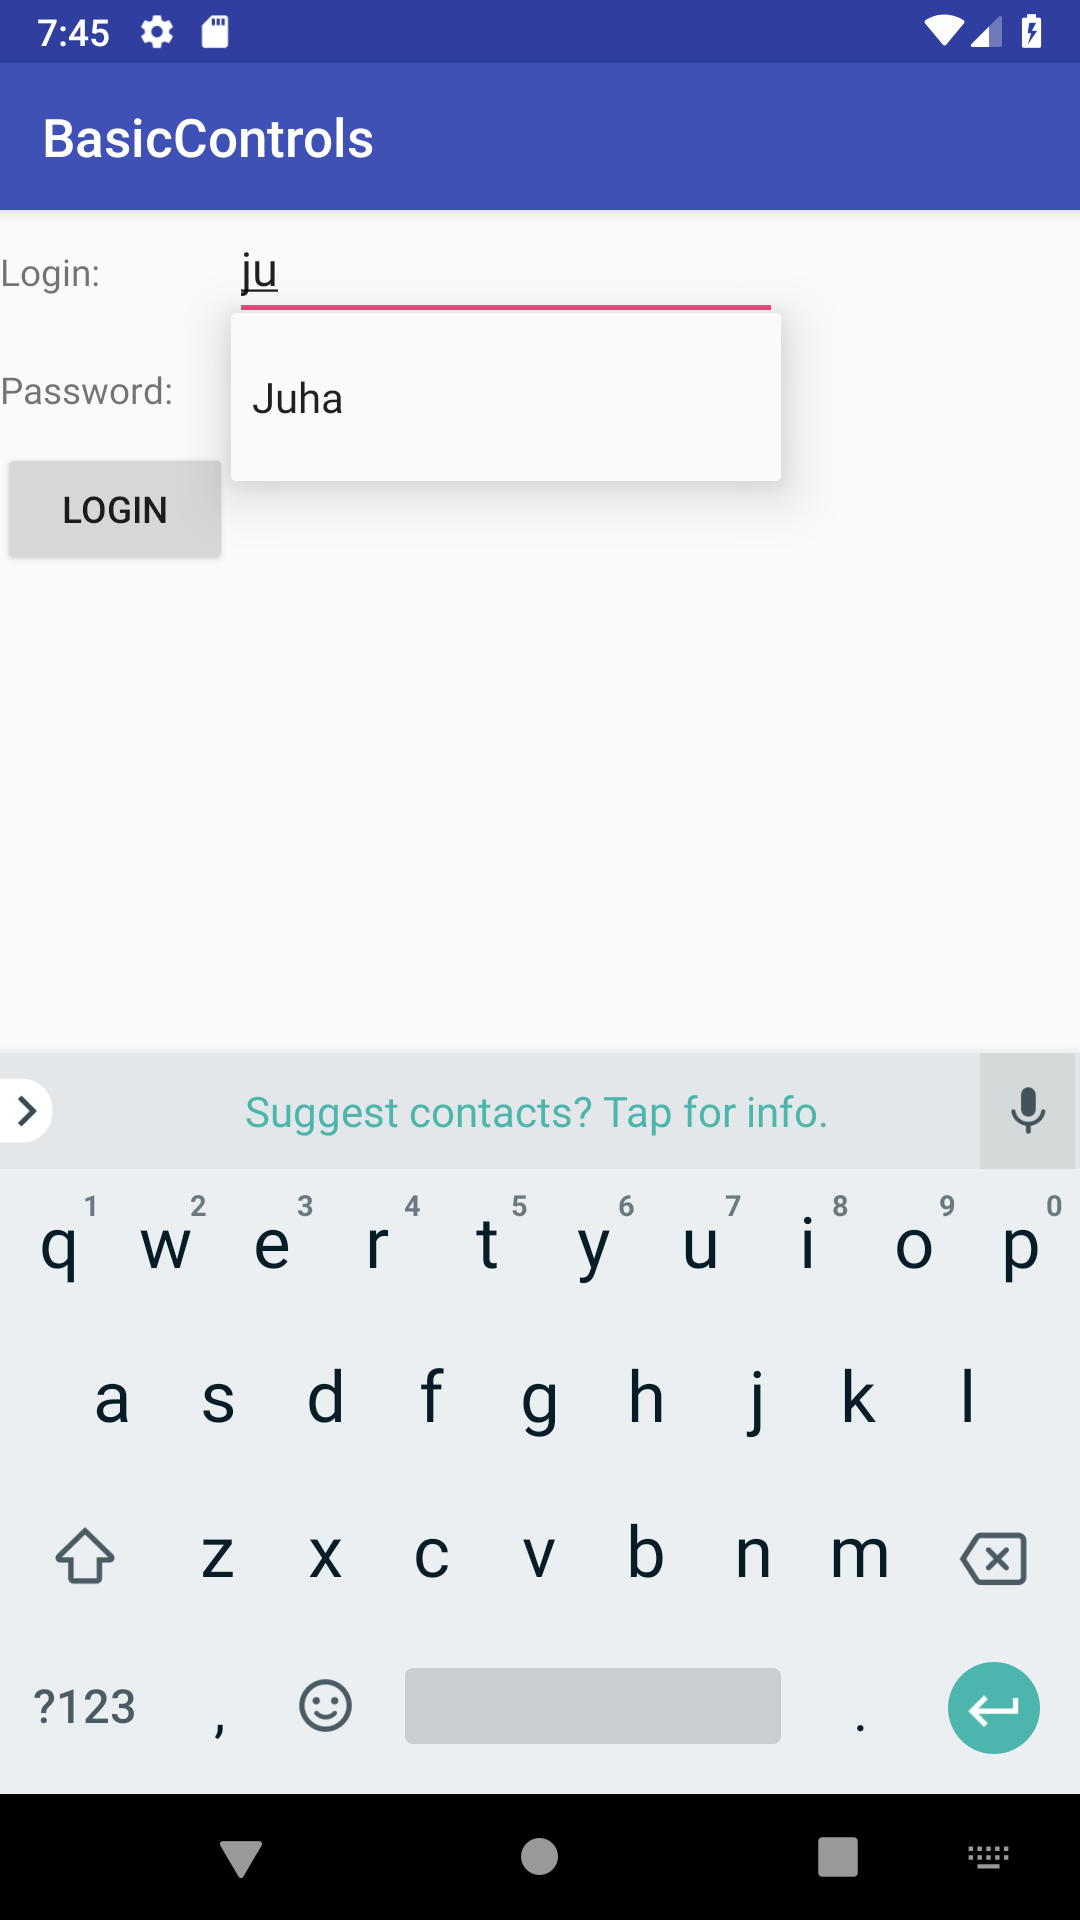 7:45
BasicControls
Login: ju
Juha
Password:
LOGIN
Suggest contacts? Tap for info.
1 2 3 4 5 6 7 8 9 0
q w e r t y u i o p
a s d f g h j k l
z x c v b n m
?123 , .